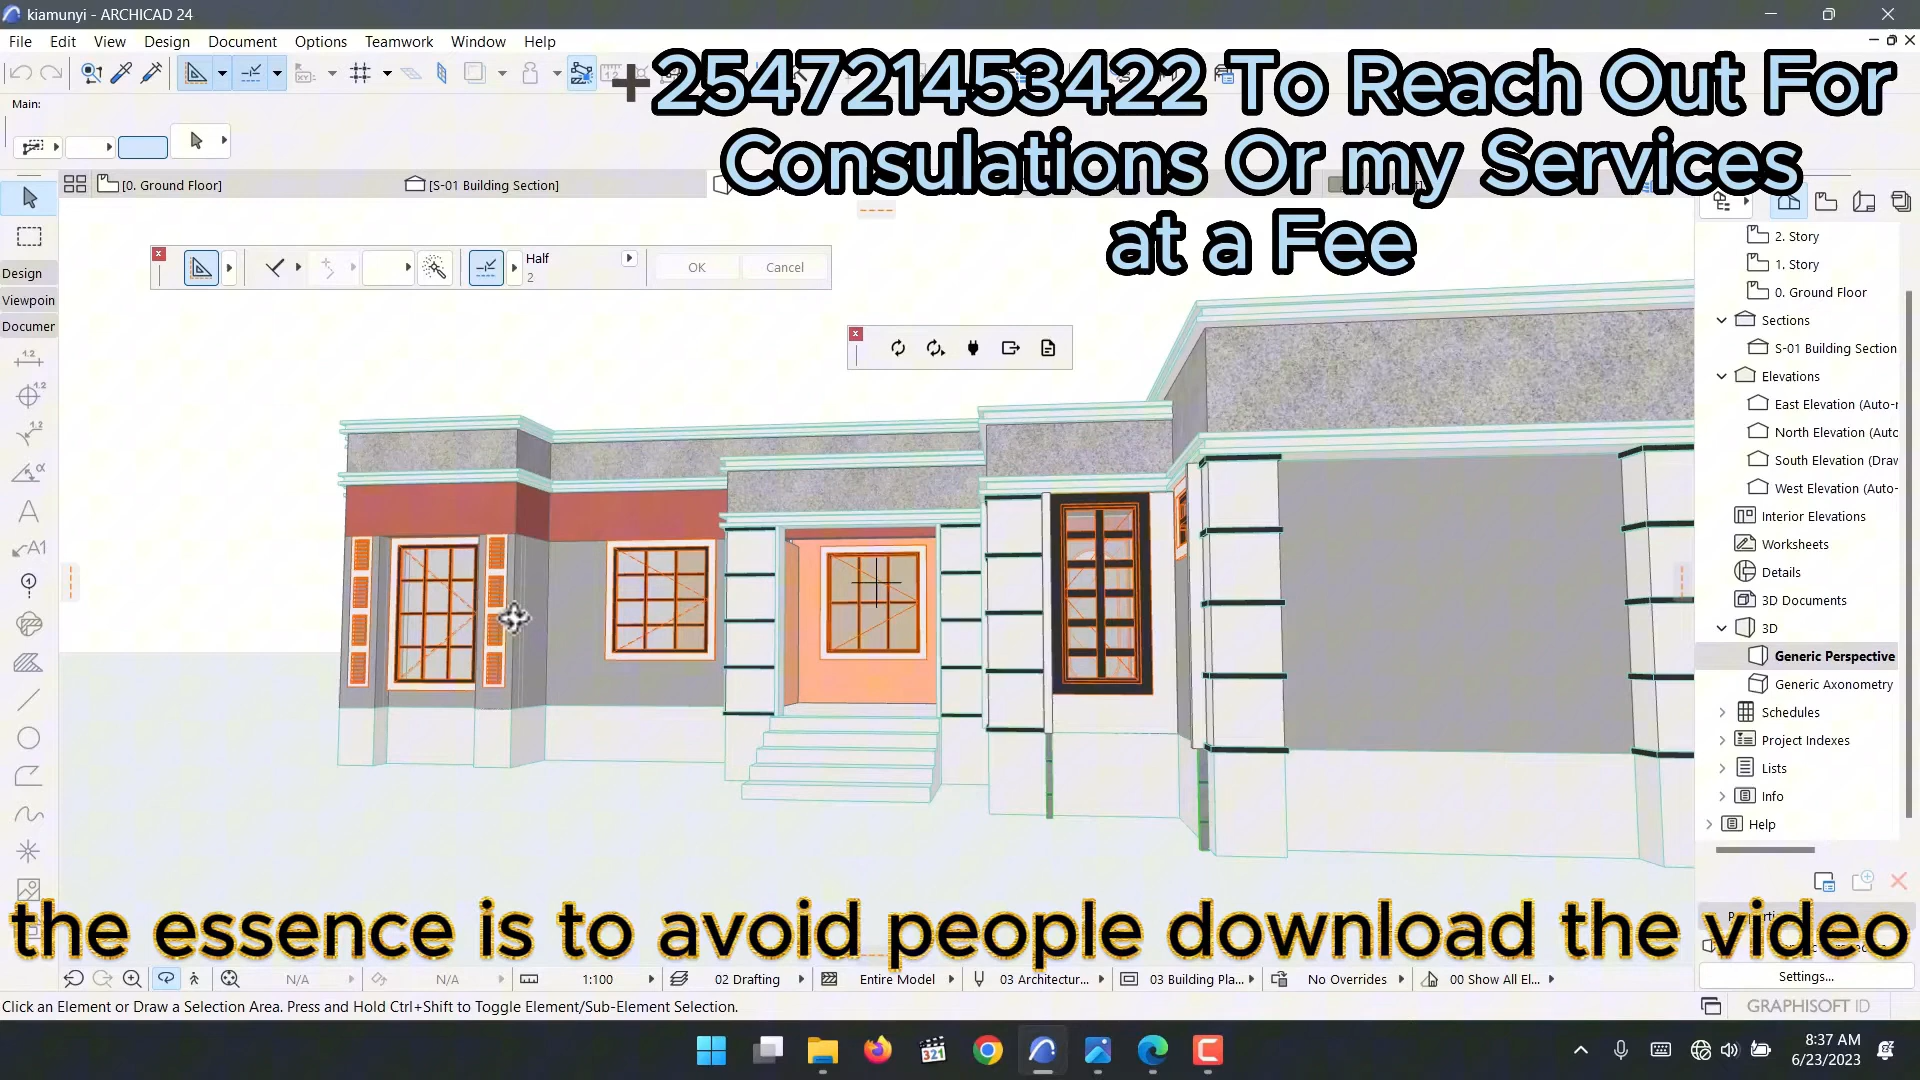 kiamunyi - ARCHICAD 24
File Edit View Design Document Options Teamwork Window Help
+254721453422 To Reach Out For
Consulations Or my Services
at a Fee
Main:
[0. Ground Floor]
[S-01 Building Section]
Design
Viewpoin
Documer
Half
2
OK
Cancel
2. Story
1. Story
0. Ground Floor
Sections
S-01 Building Section
Elevations
East Elevation (Auto-r
North Elevation (Autc
South Elevation (Drav
West Elevation (Auto-
Interior Elevations
Worksheets
Details
3D Documents
3D
Generic Perspective
Generic Axonometry
Schedules
Project Indexes
Lists
Info
Help
the essence is to avoid people download the video
N/A
N/A
1:100
02 Drafting
Entire Model
03 Architectur...
03 Building Pla...
No Overrides
00 Show All El...
Settings...
Click an Element or Draw a Selection Area. Press and Hold Ctrl+Shift to Toggle Element/Sub-Element Selection.
GRAPHISOFT ID
321
8:37 AM
6/23/2023